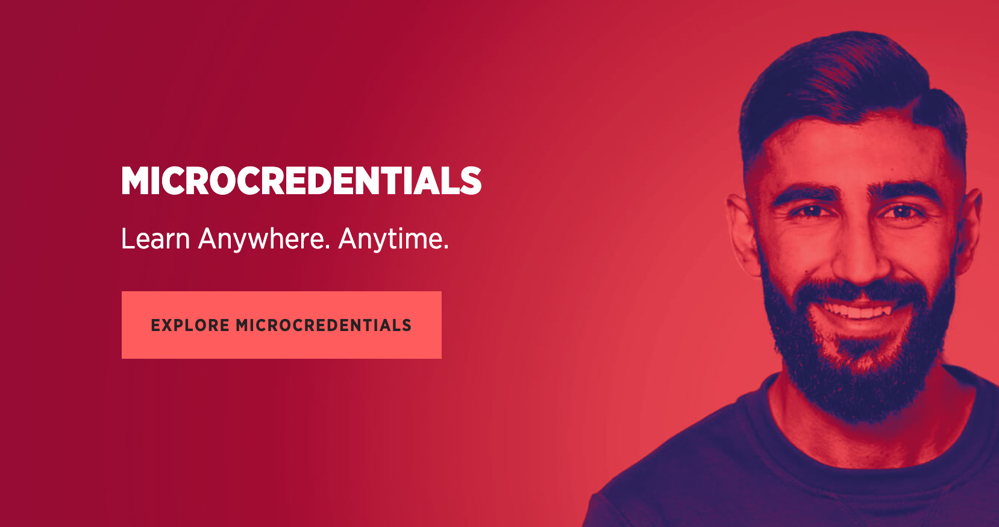 MICROCREDENTIALS
Learn Anywhere. Anytime.
EXPLORE MICROCREDENTIALS